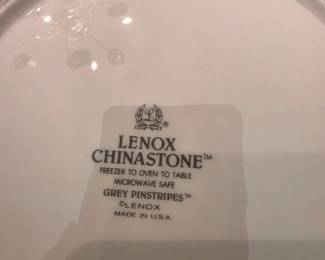 L ®
LENOX
CHINASTONE™
FREEZER TO OVEN TO TABLE
MICROWAVE SAFE
GREY PINSTRIPES™
©LENOX
MADE IN U.S.A.